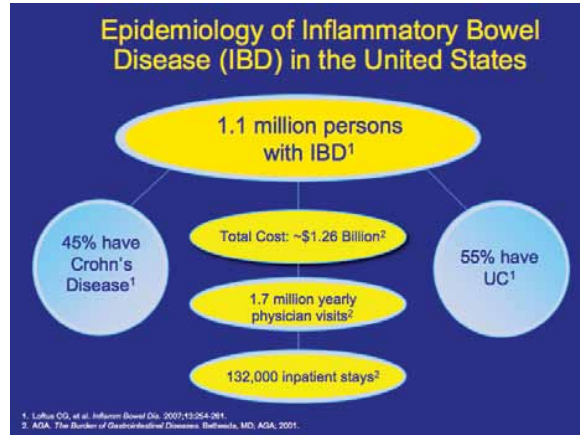 Epidemiology of Inflammatory Bowel
Disease (IBD) in the United States
1.1 million persons
with IBD¹
45% have
Crohn's
Disease¹
Total Cost: ~$1.26 Billion²
1.7 million yearly
physician visits²
132,000 inpatient stays²
55% have
UC¹
1. Loftus CG, et al. Inflamm Bowel Dis. 2007;13:254-261.
2. AGA. The Burden of Gastrointestinal Diseases. Bethesda, MD; AGA; 2001.